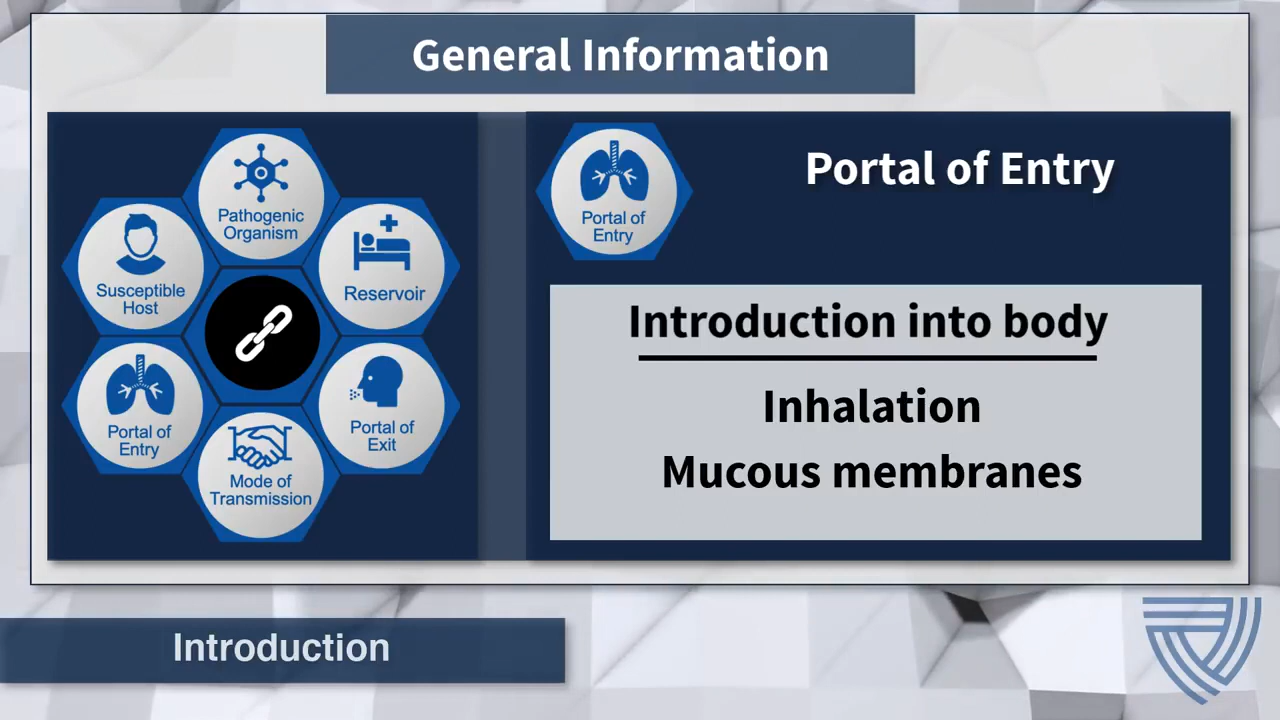 General Information
Pathogenic
Organism
Susceptible
Host
Reservoir
Portal of
Entry
Portal of
Exit
Mode of
Transmission
Portal of
Entry
Portal of Entry
Introduction into body
Inhalation
Mucous membranes
Introduction